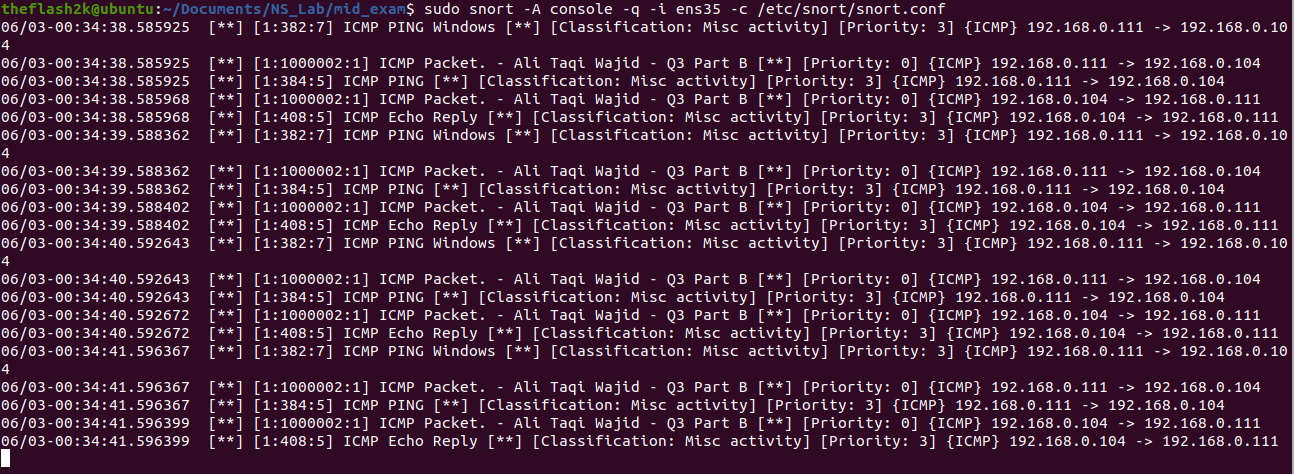 theflash2k@ubuntu:~/Documents/NS_Lab/mid_exam$ sudo snort -A console -q -i ens35 -c /etc/snort/snort.conf
06/03-00:34:38.585925  [**] [1:382:7] ICMP PING Windows [**] [Classification: Misc activity] [Priority: 3] {ICMP} 192.168.0.111 -> 192.168.0.10
4
06/03-00:34:38.585925  [**] [1:1000002:1] ICMP Packet. - Ali Taqi Wajid - Q3 Part B [**] [Priority: 0] {ICMP} 192.168.0.111 -> 192.168.0.104
06/03-00:34:38.585925  [**] [1:384:5] ICMP PING [**] [Classification: Misc activity] [Priority: 3] {ICMP} 192.168.0.111 -> 192.168.0.104
06/03-00:34:38.585968  [**] [1:1000002:1] ICMP Packet. - Ali Taqi Wajid - Q3 Part B [**] [Priority: 0] {ICMP} 192.168.0.104 -> 192.168.0.111
06/03-00:34:38.585968  [**] [1:408:5] ICMP Echo Reply [**] [Classification: Misc activity] [Priority: 3] {ICMP} 192.168.0.104 -> 192.168.0.111
06/03-00:34:39.588362  [**] [1:382:7] ICMP PING Windows [**] [Classification: Misc activity] [Priority: 3] {ICMP} 192.168.0.111 -> 192.168.0.10
4
06/03-00:34:39.588362  [**] [1:1000002:1] ICMP Packet. - Ali Taqi Wajid - Q3 Part B [**] [Priority: 0] {ICMP} 192.168.0.111 -> 192.168.0.104
06/03-00:34:39.588362  [**] [1:384:5] ICMP PING [**] [Classification: Misc activity] [Priority: 3] {ICMP} 192.168.0.111 -> 192.168.0.104
06/03-00:34:39.588402  [**] [1:1000002:1] ICMP Packet. - Ali Taqi Wajid - Q3 Part B [**] [Priority: 0] {ICMP} 192.168.0.104 -> 192.168.0.111
06/03-00:34:39.588402  [**] [1:408:5] ICMP Echo Reply [**] [Classification: Misc activity] [Priority: 3] {ICMP} 192.168.0.104 -> 192.168.0.111
06/03-00:34:40.592643  [**] [1:382:7] ICMP PING Windows [**] [Classification: Misc activity] [Priority: 3] {ICMP} 192.168.0.111 -> 192.168.0.10
4
06/03-00:34:40.592643  [**] [1:1000002:1] ICMP Packet. - Ali Taqi Wajid - Q3 Part B [**] [Priority: 0] {ICMP} 192.168.0.111 -> 192.168.0.104
06/03-00:34:40.592643  [**] [1:384:5] ICMP PING [**] [Classification: Misc activity] [Priority: 3] {ICMP} 192.168.0.111 -> 192.168.0.104
06/03-00:34:40.592672  [**] [1:1000002:1] ICMP Packet. - Ali Taqi Wajid - Q3 Part B [**] [Priority: 0] {ICMP} 192.168.0.104 -> 192.168.0.111
06/03-00:34:40.592672  [**] [1:408:5] ICMP Echo Reply [**] [Classification: Misc activity] [Priority: 3] {ICMP} 192.168.0.104 -> 192.168.0.111
06/03-00:34:41.596367  [**] [1:382:7] ICMP PING Windows [**] [Classification: Misc activity] [Priority: 3] {ICMP} 192.168.0.111 -> 192.168.0.10
4
06/03-00:34:41.596367  [**] [1:1000002:1] ICMP Packet. - Ali Taqi Wajid - Q3 Part B [**] [Priority: 0] {ICMP} 192.168.0.111 -> 192.168.0.104
06/03-00:34:41.596367  [**] [1:384:5] ICMP PING [**] [Classification: Misc activity] [Priority: 3] {ICMP} 192.168.0.111 -> 192.168.0.104
06/03-00:34:41.596399  [**] [1:1000002:1] ICMP Packet. - Ali Taqi Wajid - Q3 Part B [**] [Priority: 0] {ICMP} 192.168.0.104 -> 192.168.0.111
06/03-00:34:41.596399  [**] [1:408:5] ICMP Echo Reply [**] [Classification: Misc activity] [Priority: 3] {ICMP} 192.168.0.104 -> 192.168.0.111